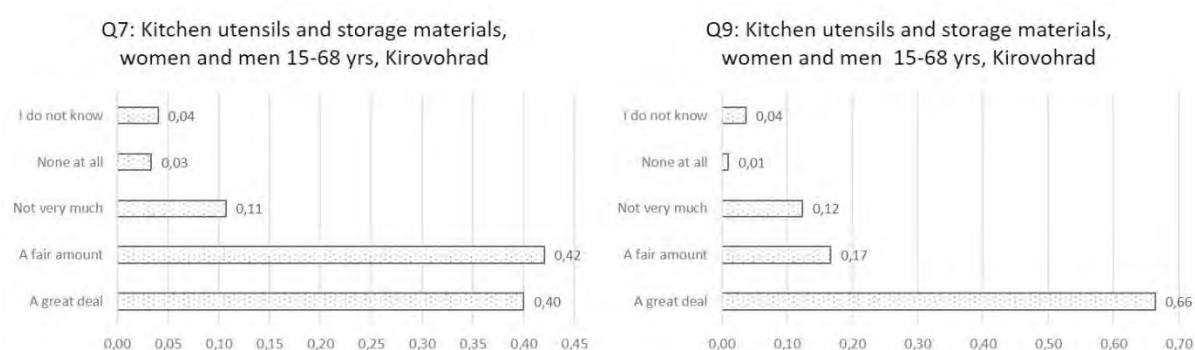 Q7: Kitchen utensils and storage materials,
women and men 15-68 yrs, Kirovohrad
I do not know
0,04
None at all
0,03
Not very much
0,11
A fair amount
0,42
A great deal
0,40
0,00 0,05 0,10 0,15 0,20 0,25 0,30 0,35 0,40 0,45
Q9: Kitchen utensils and storage materials,
women and men 15-68 yrs, Kirovohrad
I do not know
0,04
None at all
0,01
Not very much
0,12
A fair amount
0,17
A great deal
0,66
0,00 0,10 0,20 0,30 0,40 0,50 0,60 0,70